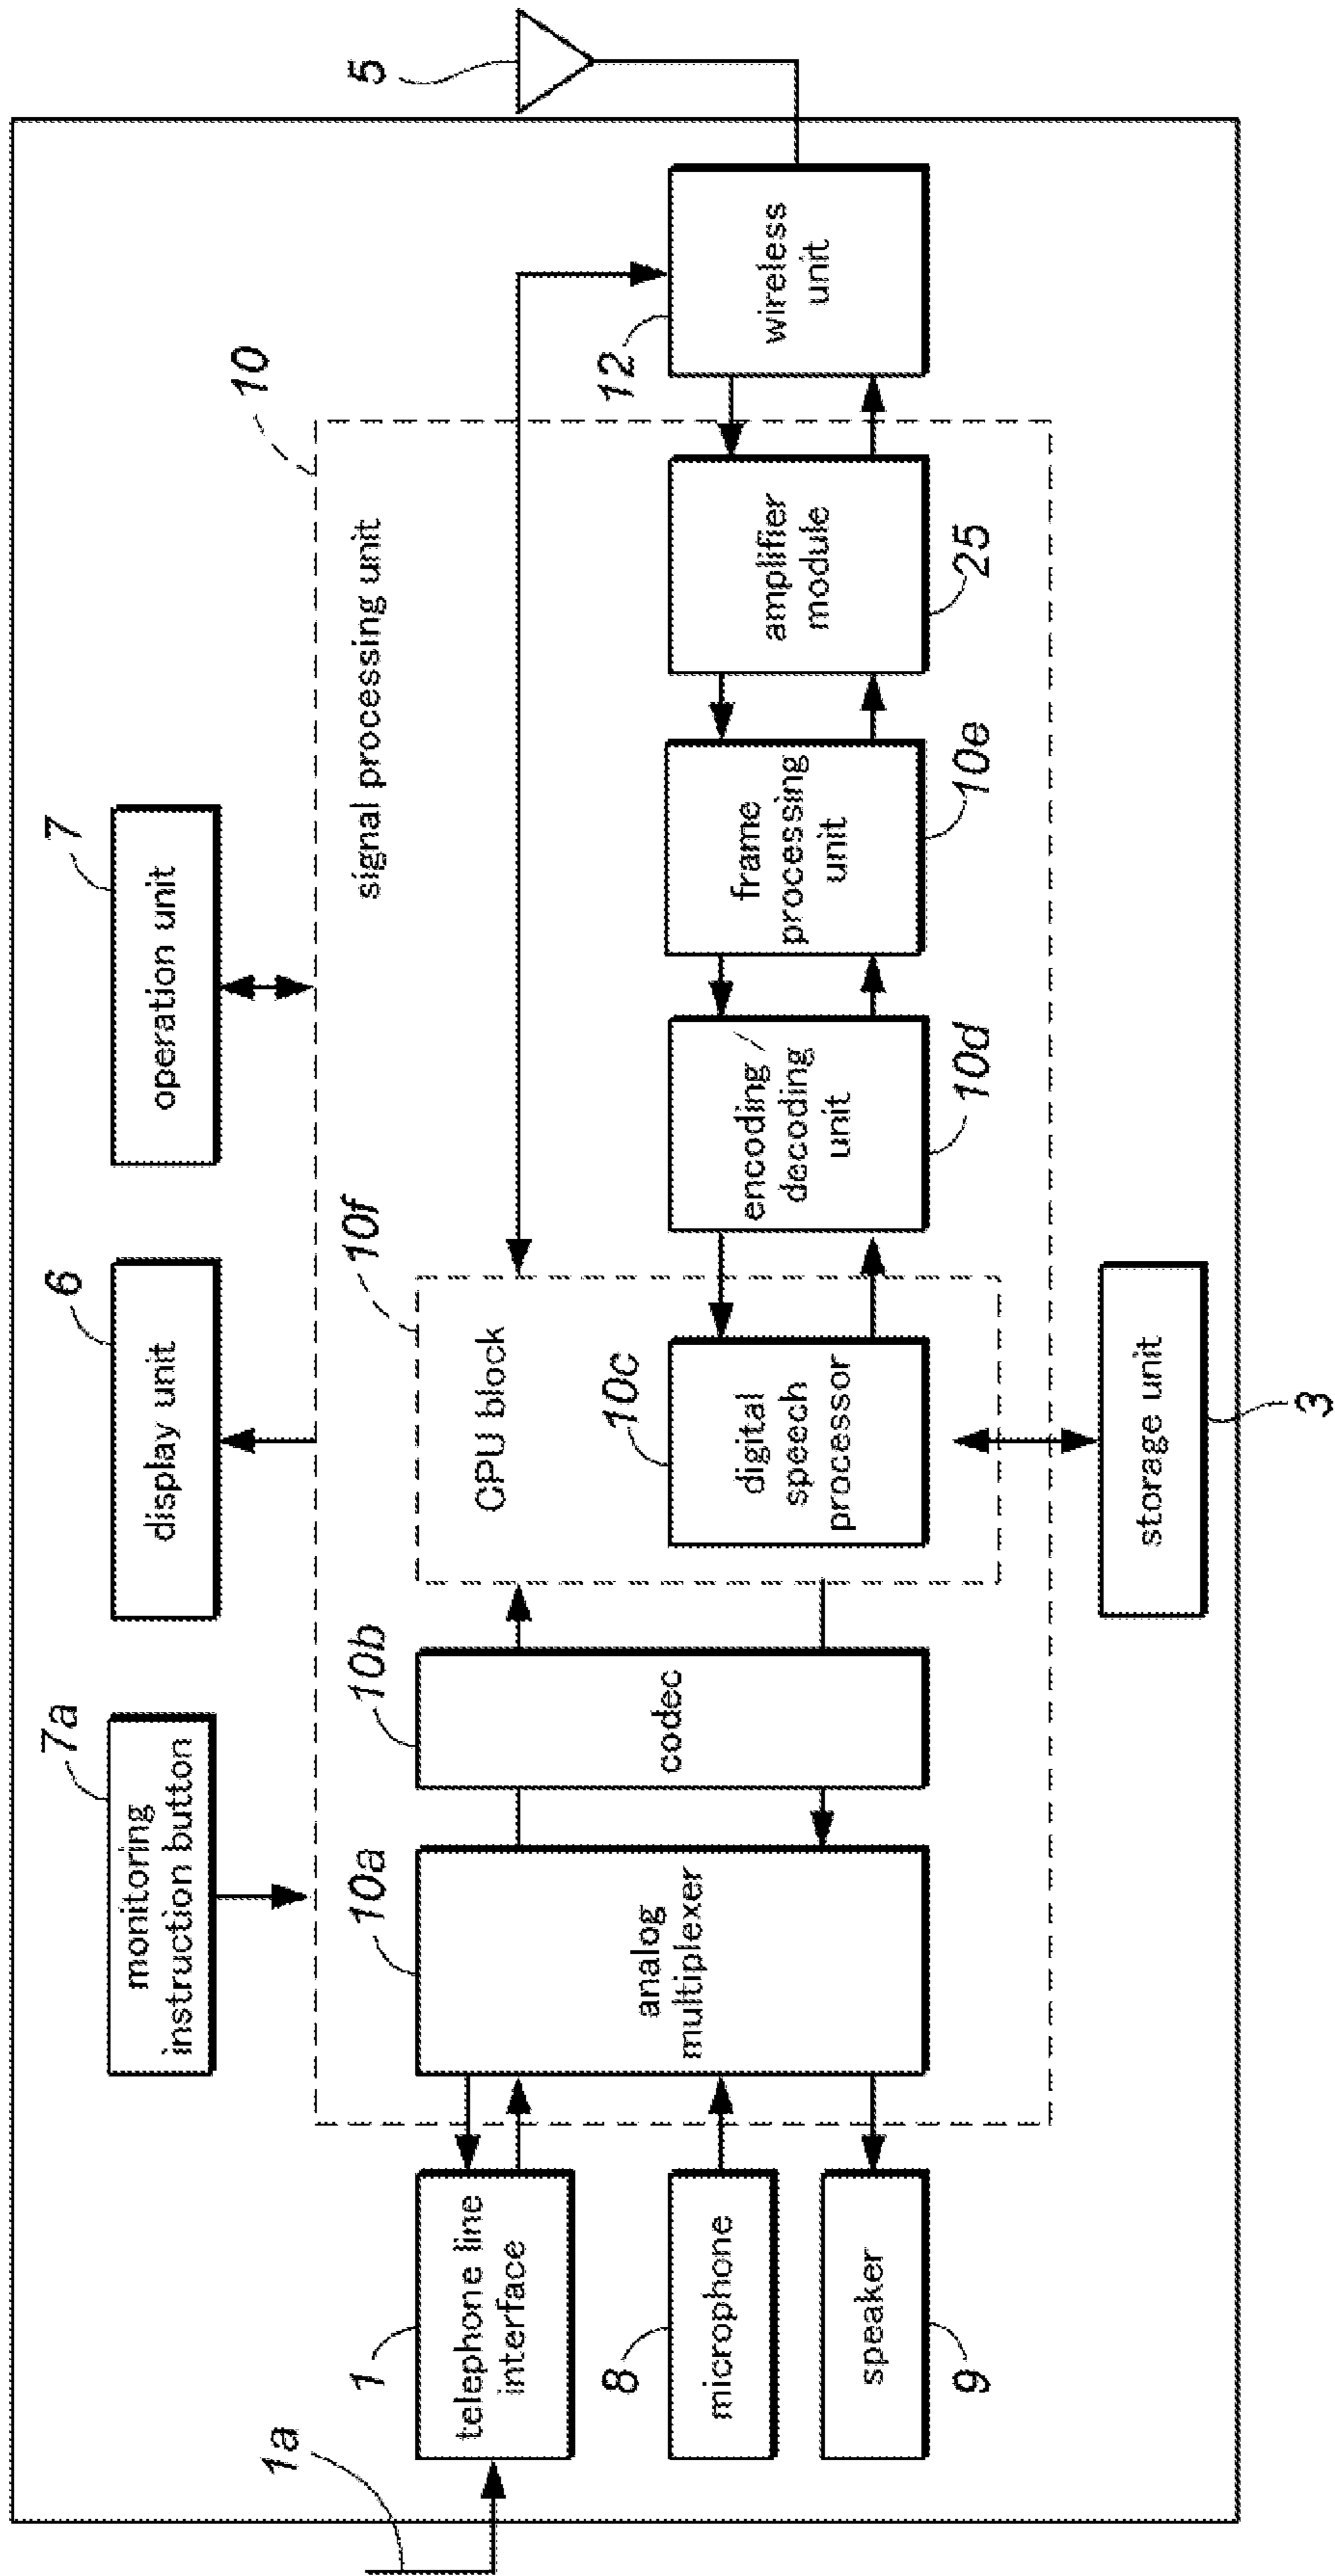 7a
monitoring
instruction button
6
display unit
7
operation unit
10
signal processing unit
5
1a
1
telephone line
interface
8
microphone
speaker
9
10a
analog
multiplexer
10b
codec
10f
CPU block
10c
digital
speech
processor
encoding /
decoding
unit
10d
frame
processing
unit
10e
amplifier
module
25
12
wireless
unit
storage unit
3